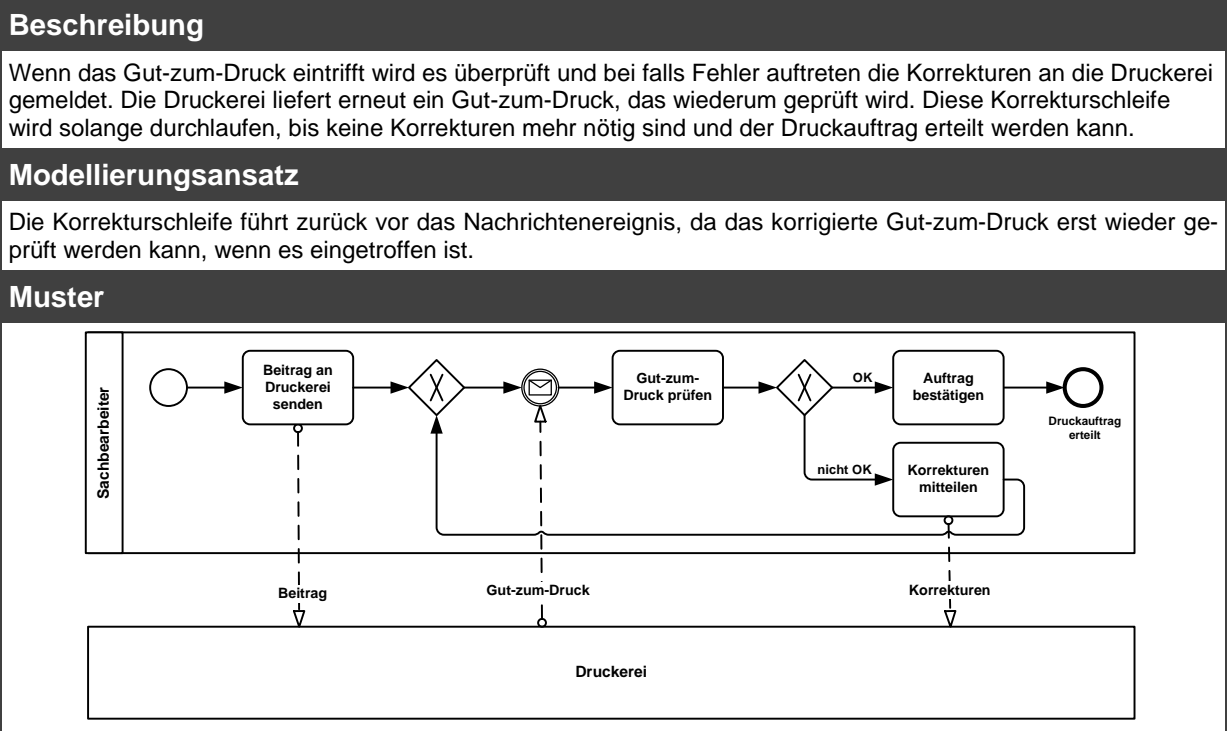 Beschreibung
Wenn das Gut-zum-Druck eintrifft wird es überprüft und bei falls Fehler auftreten die Korrekturen an die Druckerei
gemeldet. Die Druckerei liefert erneut ein Gut-zum-Druck, das wiederum geprüft wird. Diese Korrekturschleife
wird solange durchlaufen, bis keine Korrekturen mehr nötig sind und der Druckauftrag erteilt werden kann.
Modellierungsansatz
Die Korrekturschleife führt zurück vor das Nachrichtenereignis, da das korrigierte Gut-zum-Druck erst wieder ge-
prüft werden kann, wenn es eingetroffen ist.
Muster
Sachbearbeiter
Beitrag an
Druckerei
senden
X
Gut-zum-
Druck prüfen
X
OK
Auftrag
bestätigen
Druckauftrag
erteilt
nicht OK
Korrekturen
mitteilen
Beitrag
Gut-zum-Druck
Korrekturen
Druckerei